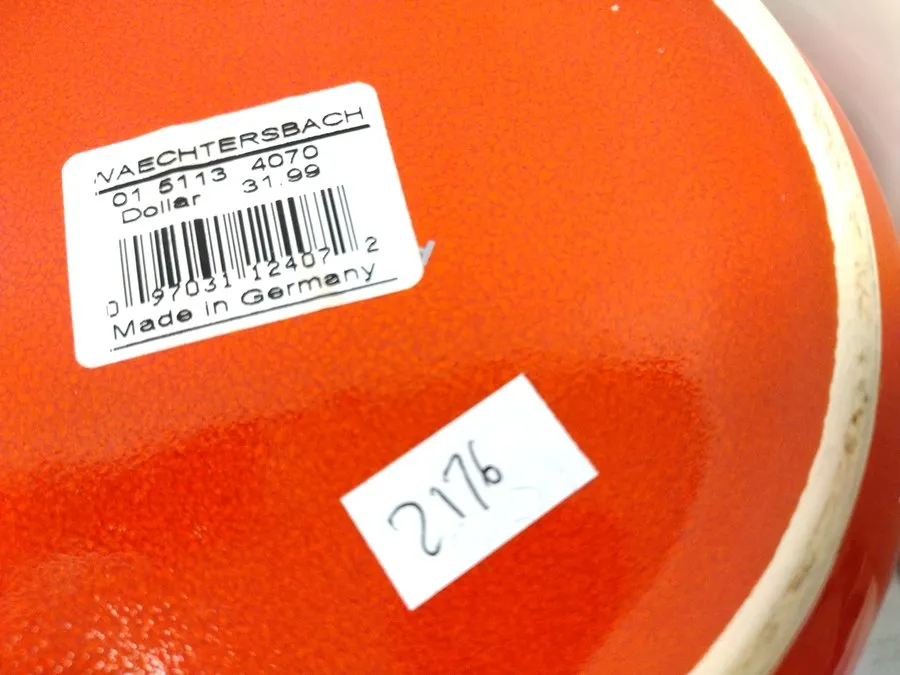 WAECHTERSBACH
01 5113 4070
Dollar 31.99
0 97031 12407 2
Made in Germany
2176